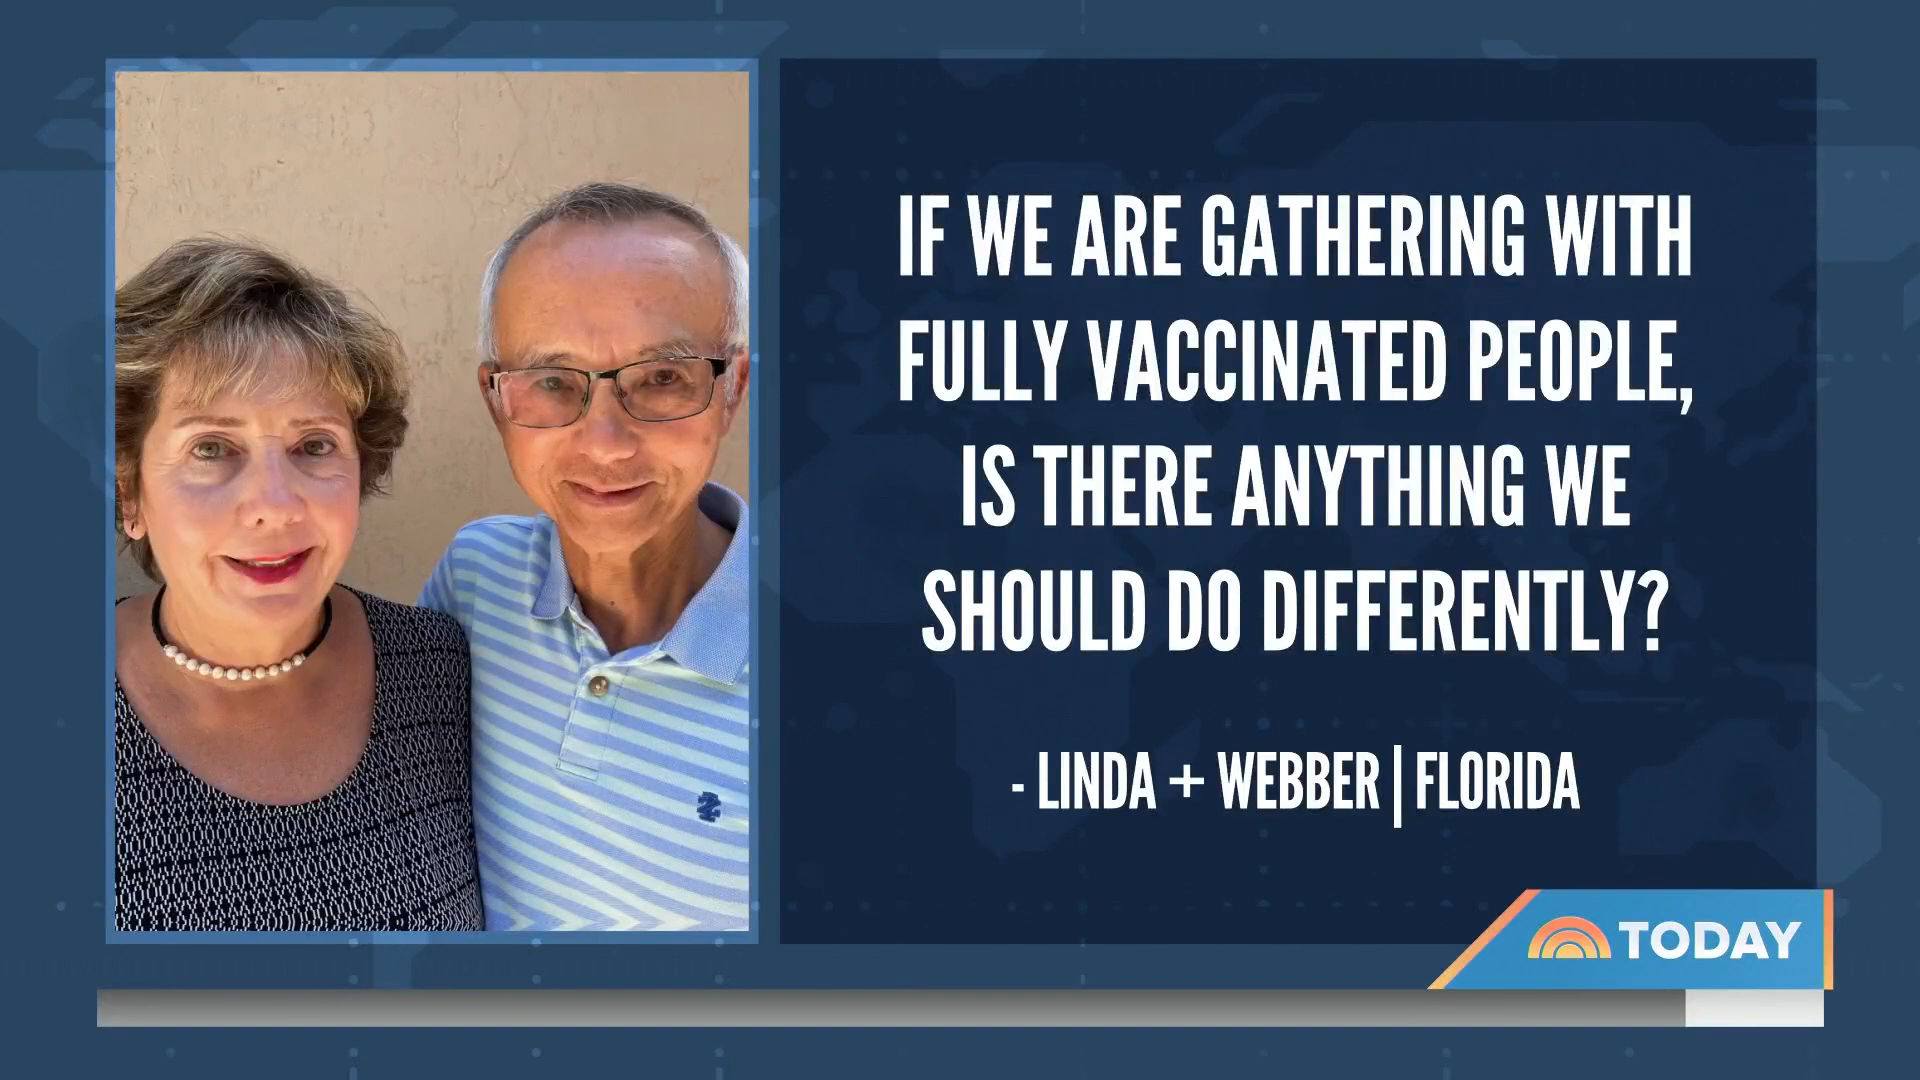 IF WE ARE GATHERING WITH
FULLY VACCINATED PEOPLE,
IS THERE ANYTHING WE
SHOULD DO DIFFERENTLY?
- LINDA + WEBBER | FLORIDA
TODAY